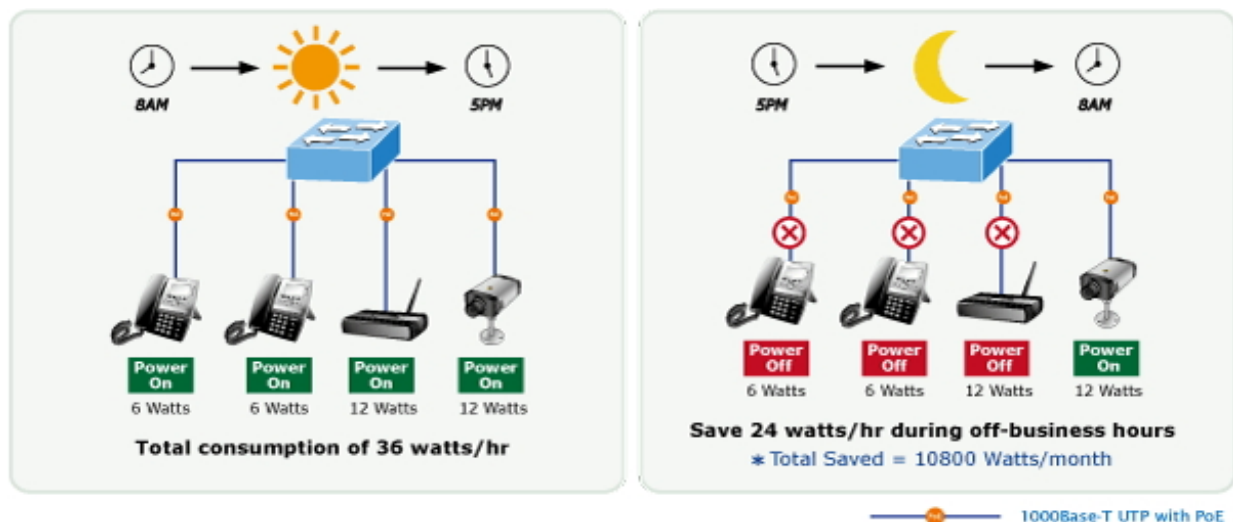 8AM
5PM
Power On
6 Watts
Power On
6 Watts
Power On
12 Watts
Power On
12 Watts
Total consumption of 36 watts/hr
5PM
8AM
Power Off
6 Watts
Power Off
6 Watts
Power Off
12 Watts
Power On
12 Watts
Save 24 watts/hr during off-business hours
* Total Saved = 10800 Watts/month
PoE
1000Base-T UTP with PoE